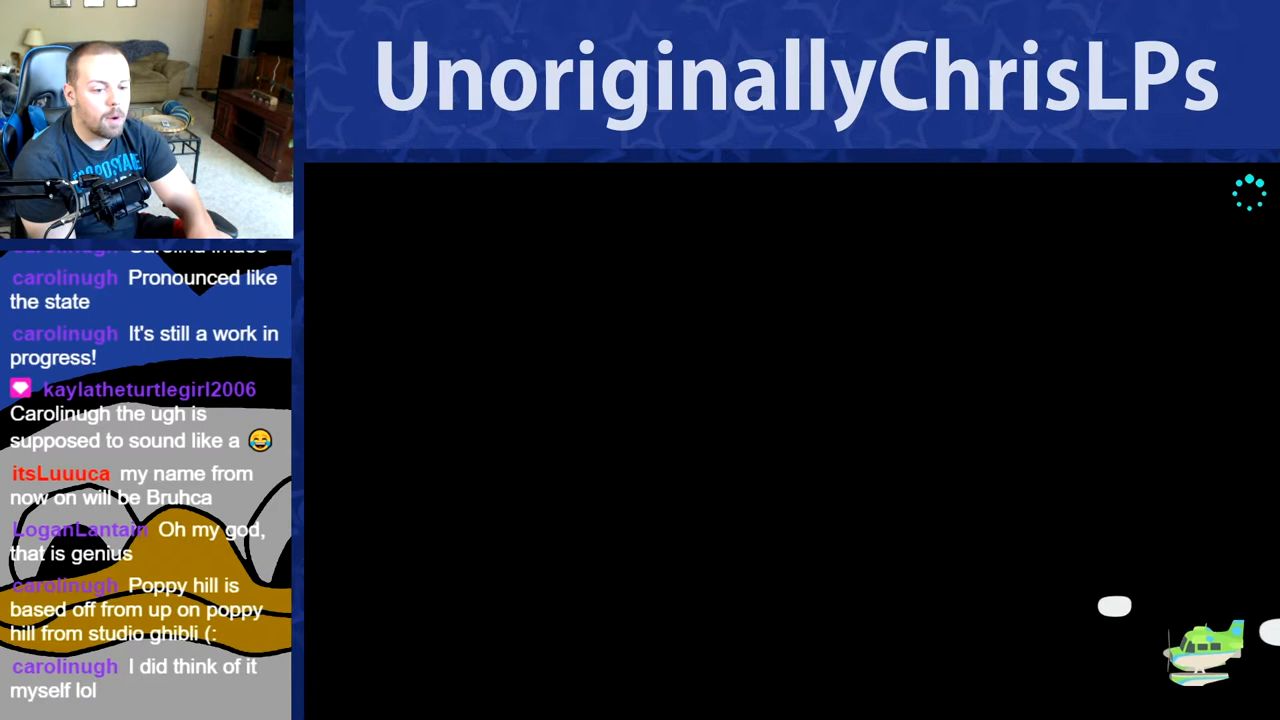 UnoriginallyChrisLPs
carolinugh Carolina imaoo
carolinugh Pronounced like
the state
carolinugh It's still a work in
progress!
kaylatheturtlegirl2006
Carolinugh the ugh is
supposed to sound like a 😂
itsLuuuca my name from
now on will be Bruhca
LoganLantain Oh my god,
that is genius
carolinugh Poppy hill is
based off from up on poppy
hill from studio ghibli (:
carolinugh I did think of it
myself lol